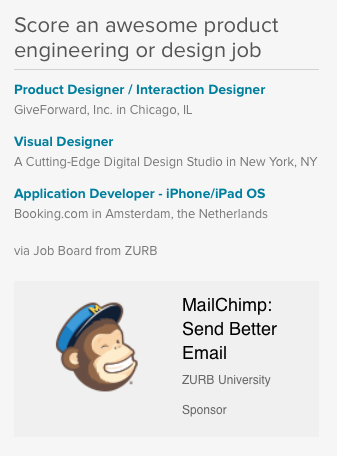 Score an awesome product
engineering or design job
Product Designer / Interaction Designer
GiveForward, Inc. in Chicago, IL
Visual Designer
A Cutting-Edge Digital Design Studio in New York, NY
Application Developer - iPhone/iPad OS
Booking.com in Amsterdam, the Netherlands
via Job Board from ZURB
MailChimp:
Send Better
Email
ZURB University
Sponsor